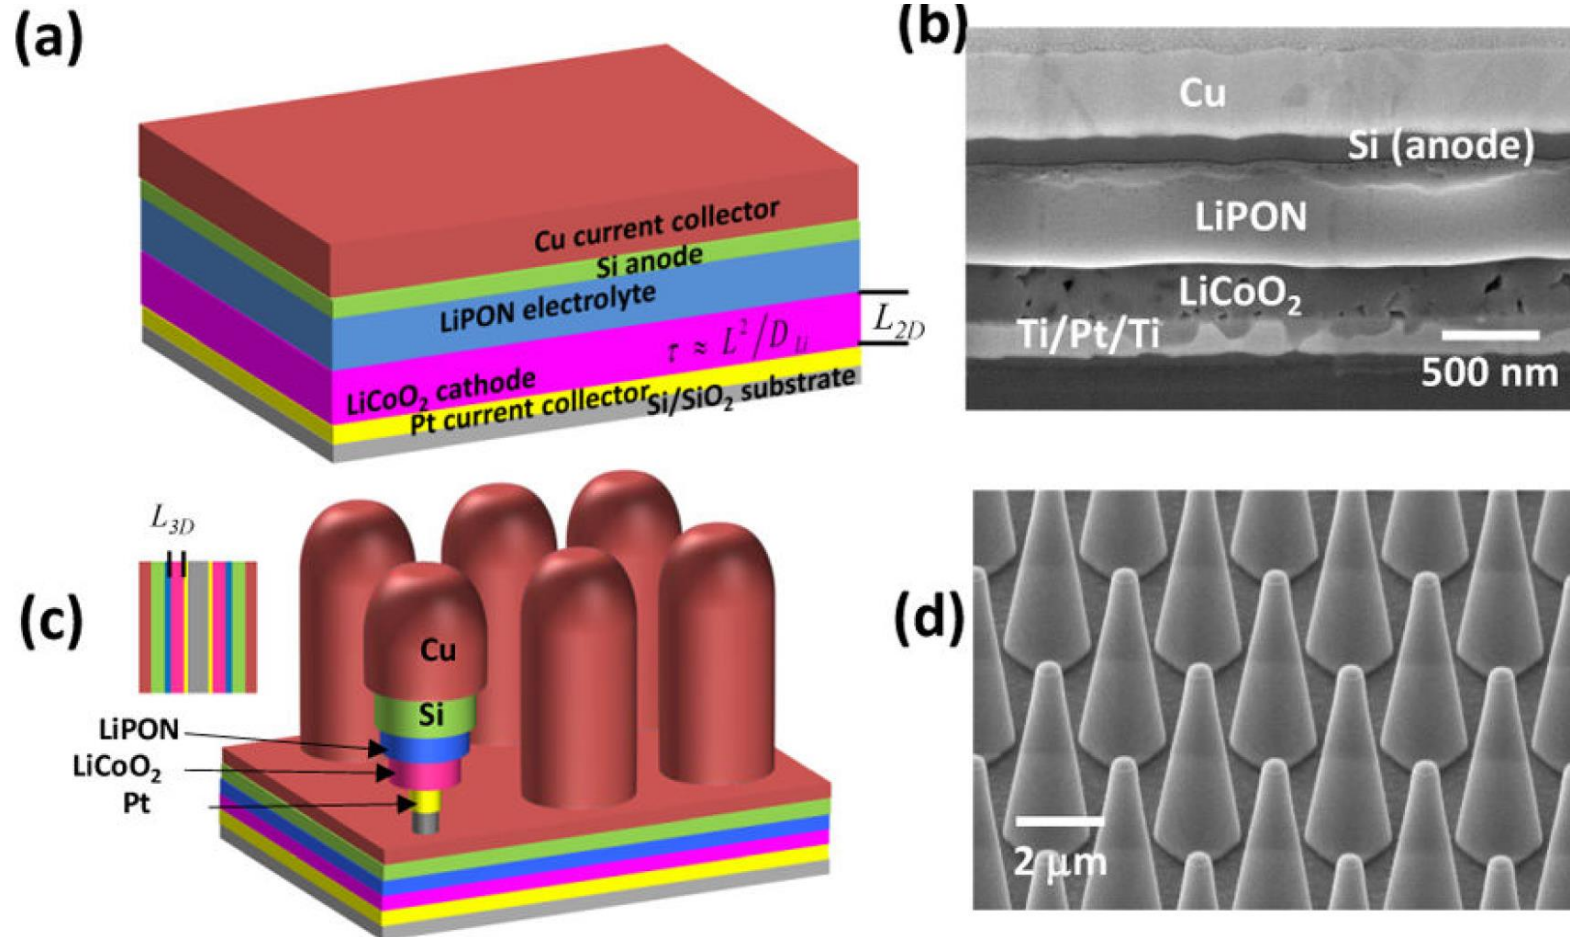 (a)
Cu current collector
Si anode
LiPON electrolyte
L2D
τ ≈ L²/D Li
LiCoO₂ cathode
Pt current collector
Si/SiO₂ substrate
(b)
Cu
Si (anode)
LiPON
LiCoO₂
Ti/Pt/Ti
500 nm
(c)
L3D
Cu
Si
LiPON
LiCoO₂
Pt
(d)
2 μm